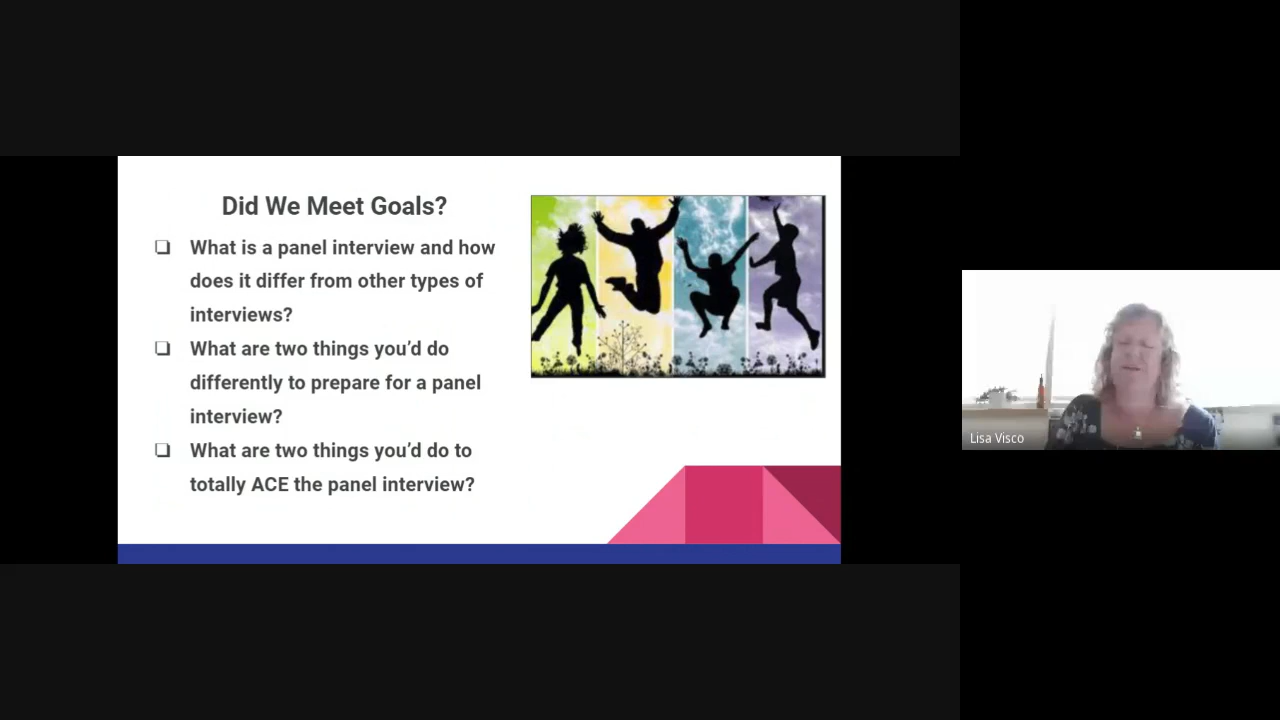 Did We Meet Goals?
❏ What is a panel interview and how
does it differ from other types of
interviews?
❏ What are two things you’d do
differently to prepare for a panel
interview?
❏ What are two things you’d do to
totally ACE the panel interview?
Lisa Visco